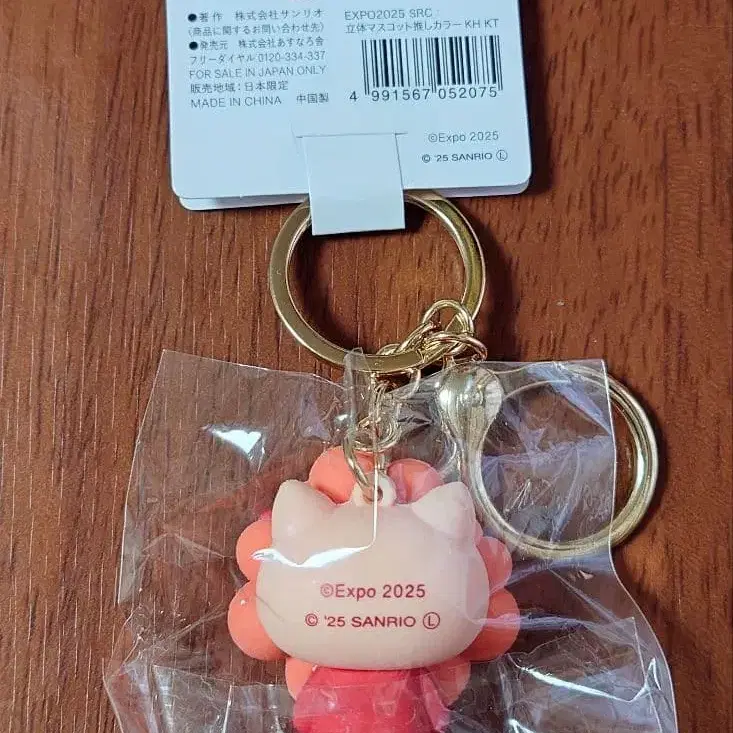 ●著作 株式会社サンリオ
(商品に関するお問い合わせ先)
●発売元 株式会社あすなろ舎
フリーダイヤル0120-334-337
FOR SALE IN JAPAN ONLY
販売地域：日本限定
MADE IN CHINA 中国製
EXPO2025 SRC :
立体マスコット推しカラー KH KT
4 991567 052075
©Expo 2025
© '25 SANRIO Ⓛ
©Expo 2025
© '25 SANRIO Ⓛ